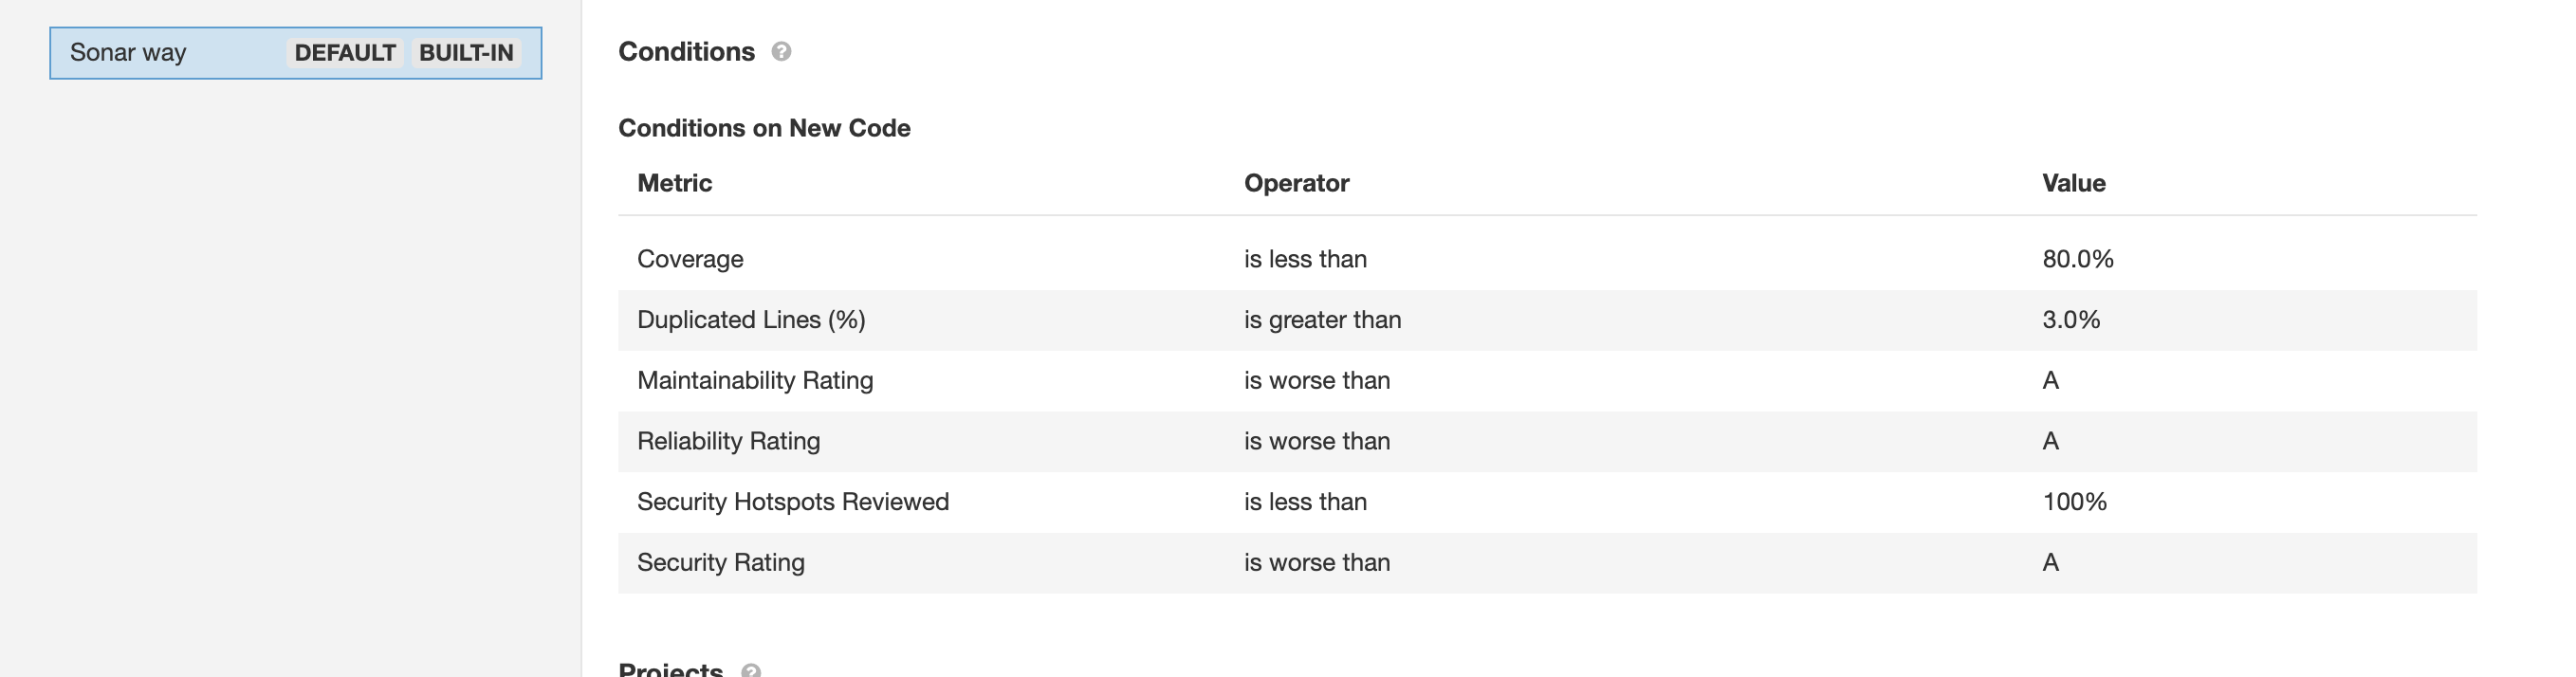 Sonar way DEFAULT BUILT-IN
Conditions ?
Conditions on New Code
Metric Operator Value
Coverage is less than 80.0%
Duplicated Lines (%) is greater than 3.0%
Maintainability Rating is worse than A
Reliability Rating is worse than A
Security Hotspots Reviewed is less than 100%
Security Rating is worse than A
Projects ?